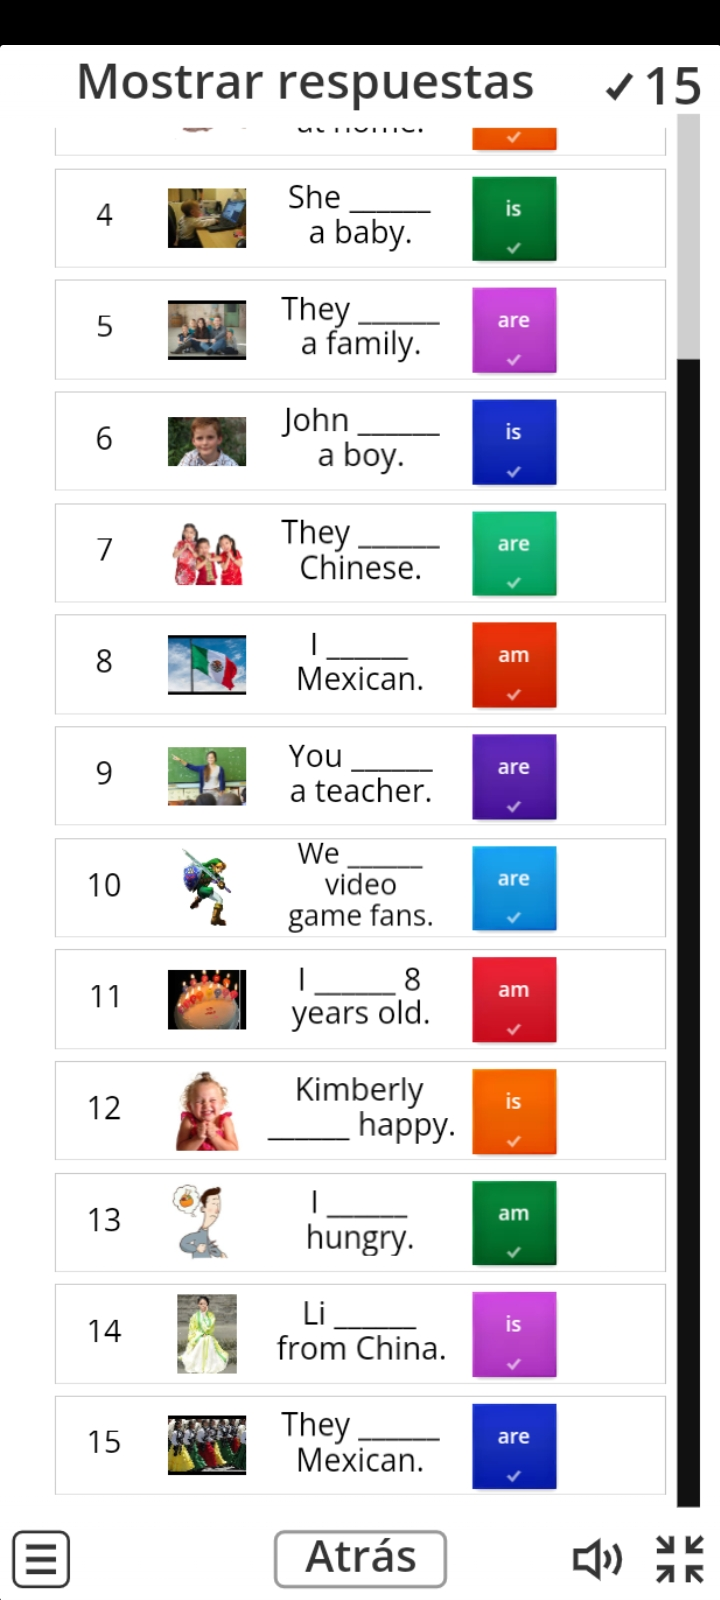 Mostrar respuestas ✓15
at home.
4 She ______ is
a baby.
5 They ______ are
a family.
6 John ______ is
a boy.
7 They ______ are
Chinese.
8 I ______ am
Mexican.
9 You ______ are
a teacher.
10 We ______ are
video
game fans.
11 I ______ 8 am
years old.
12 Kimberly is
______ happy.
13 I ______ am
hungry.
14 Li ______ is
from China.
15 They ______ are
Mexican.
Atrás